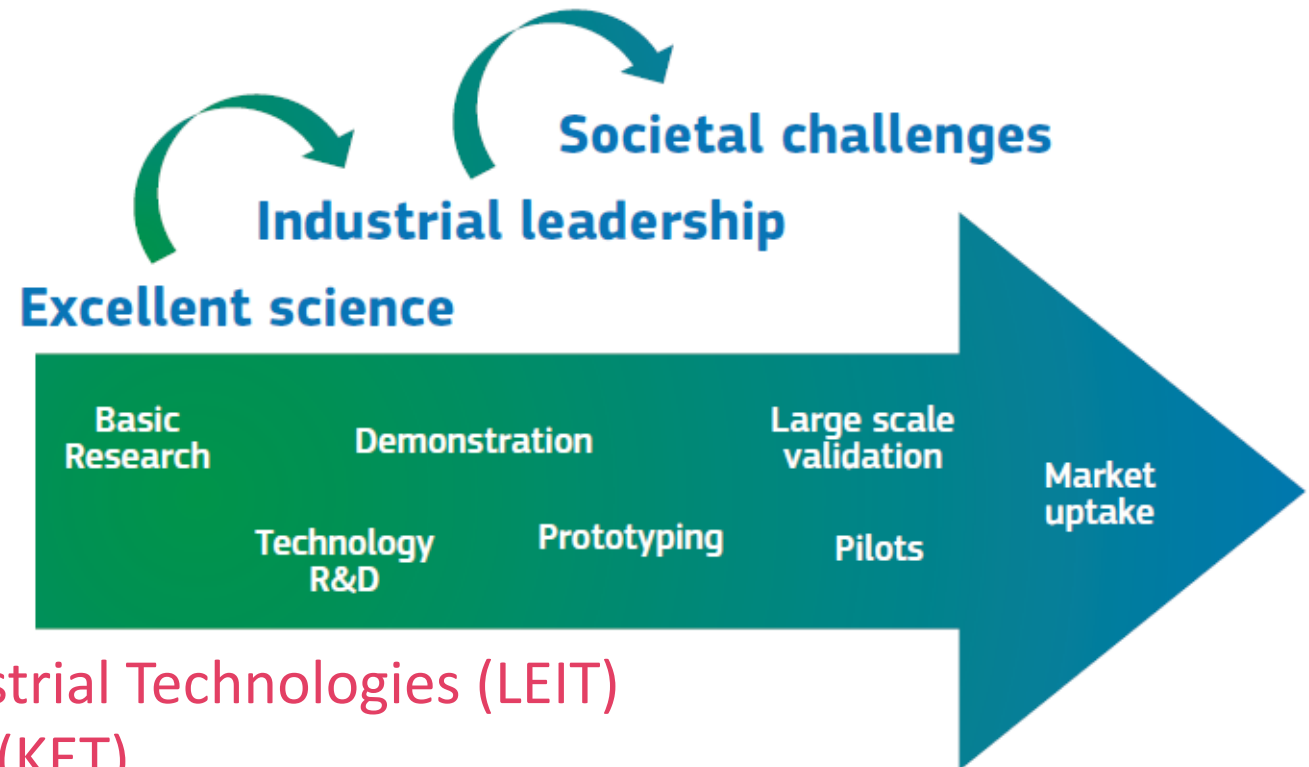 Societal challenges
Industrial leadership
Excellent science
Basic
Research
Demonstration
Large scale
validation
Market
uptake
Technology
R&D
Prototyping
Pilots
strial Technologies (LEIT)
(KET)